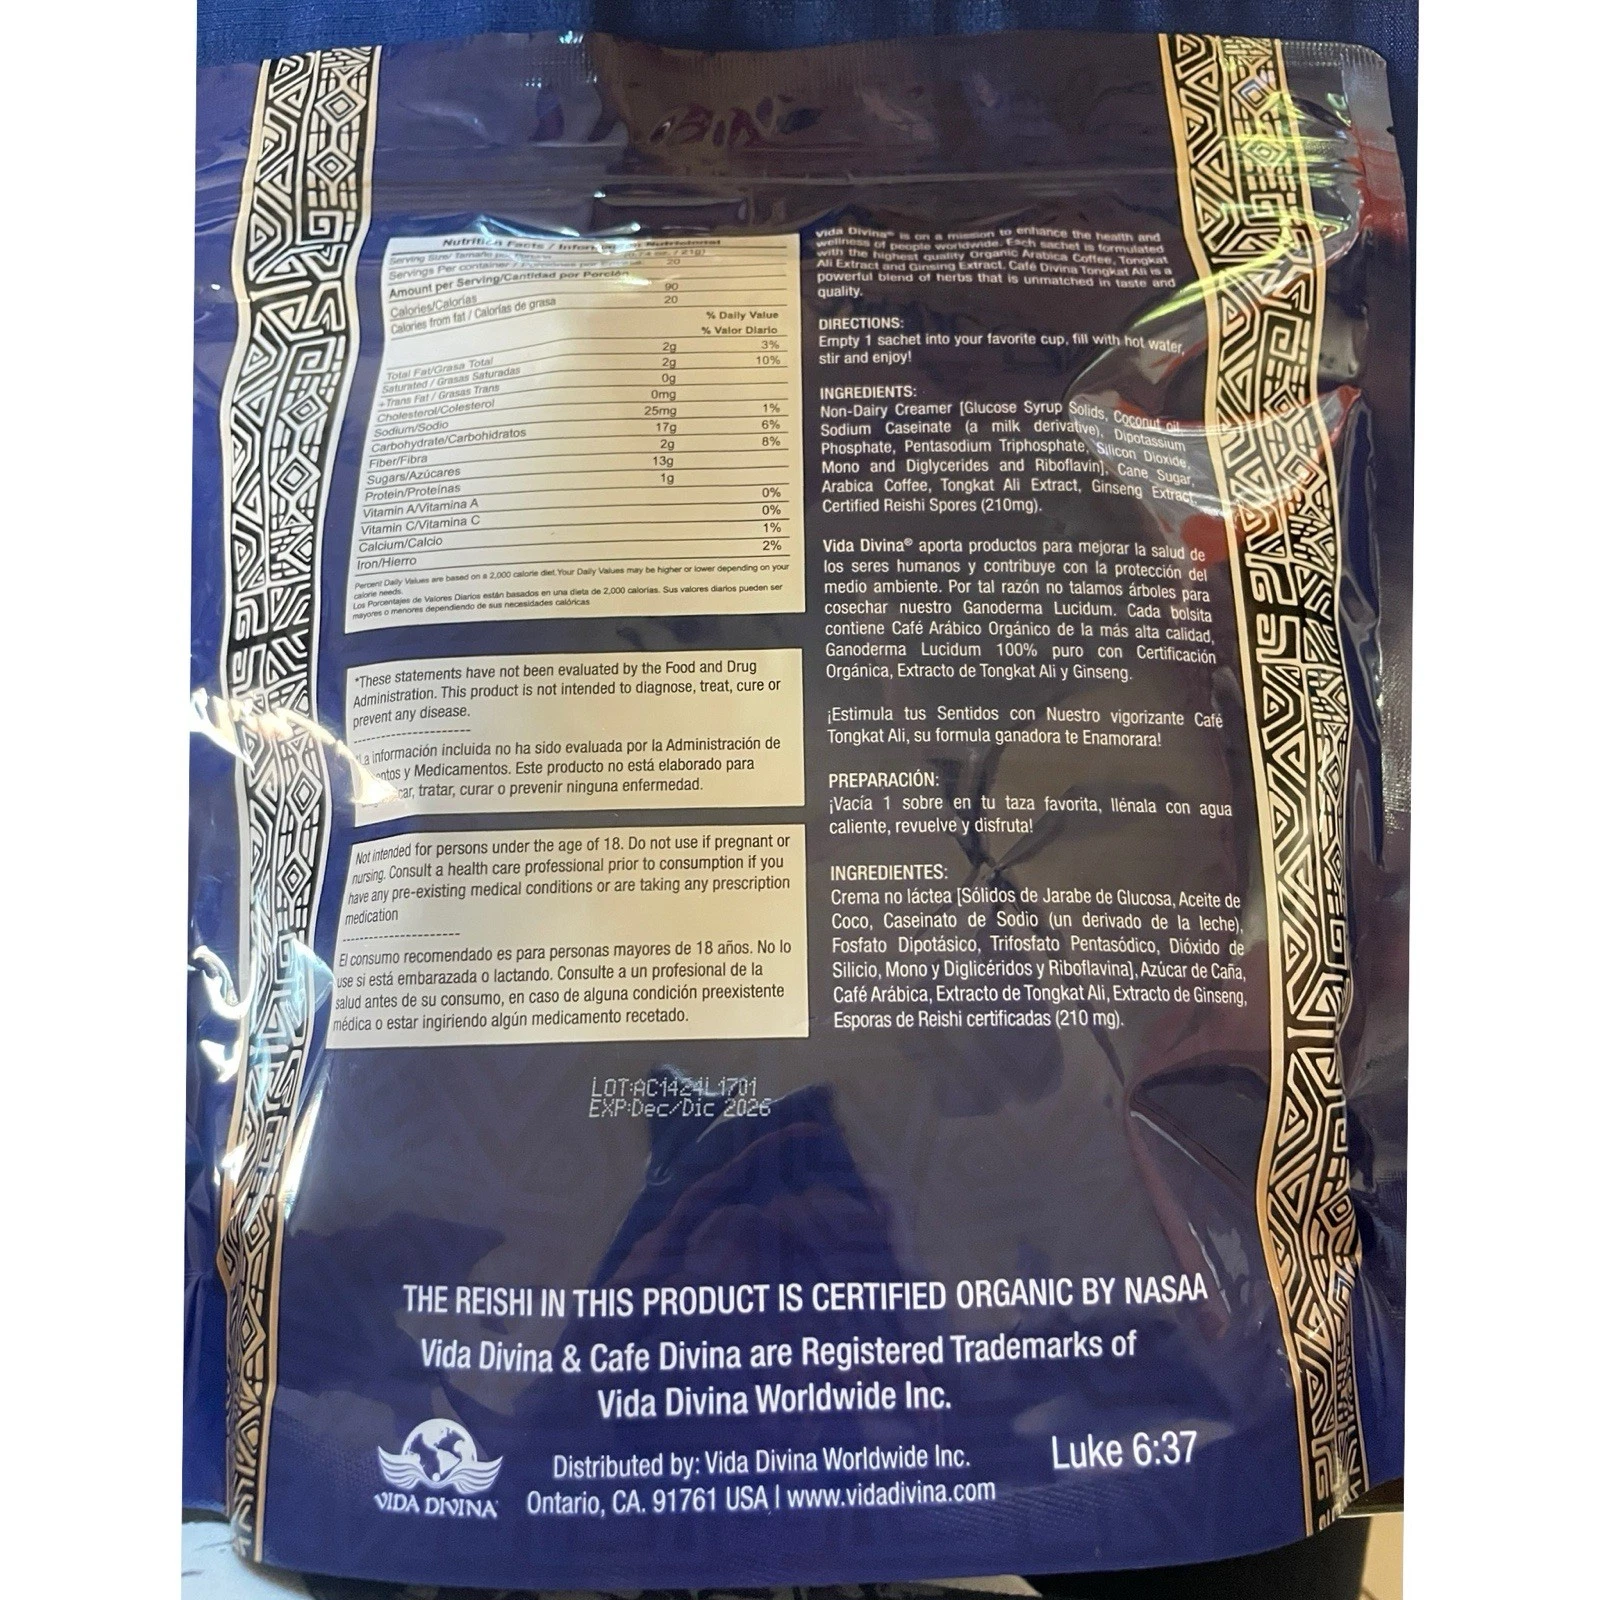 Nutrition Facts /
Serving Size/
Servings Per container / 20
Amount per Serving/Cantidad por Porción
Calories/Calorías 90
Calories from fat / Calorías de grasa 20
% Daily Value
% Valor Diario
Total Fat/Grasa Total 2g 3%
Saturated / Grasas Saturadas 2g 10%
+Trans Fat / Grasas Trans 0g
Cholesterol/Colesterol 0mg
Sodium/Sodio 25mg 1%
Carbohydrate/Carbohidratos 17g 6%
Fiber/Fibra 2g 8%
Sugars/Azúcares 13g
Protein/Proteínas 1g
Vitamin A/Vitamina A 0%
Vitamin C/Vitamina C 0%
Calcium/Calcio 1%
Iron/Hierro 2%
Percent Daily Values are based on a 2,000 calorie diet. Your Daily Values may be higher or lower depending on your
calorie needs.
Los Porcentajes de Valores Diarios están basados en una dieta de 2,000 calorías. Sus valores diarios pueden ser
mayores o menores dependiendo de sus necesidades calóricas
*These statements have not been evaluated by the Food and Drug
Administration. This product is not intended to diagnose, treat, cure or
prevent any disease.
información incluida no ha sido evaluada por la Administración de
y Medicamentos. Este producto no está elaborado para
tratar, curar o prevenir ninguna enfermedad.
Not intended for persons under the age of 18. Do not use if pregnant or
nursing. Consult a health care professional prior to consumption if you
have any pre-existing medical conditions or are taking any prescription
medication
El consumo recomendado es para personas mayores de 18 años. No lo
use si está embarazada o lactando. Consulte a un profesional de la
salud antes de su consumo, en caso de alguna condición preexistente
médica o estar ingiriendo algún medicamento recetado.
LOT:AC1424L1701
EXP:Dec/Dic 2026
Vida Divina® is on a mission to enhance the health and
wellness of people worldwide. Each sachet is formulated
with the highest quality Organic Arabica Coffee, Tongkat
Ali Extract and Ginsing Extract. Café Divina Tongkat Ali is a
powerful blend of herbs that is unmatched in taste and
quality.
DIRECTIONS:
Empty 1 sachet into your favorite cup, fill with hot water,
stir and enjoy!
INGREDIENTS:
Non-Dairy Creamer [Glucose Syrup Solids, Coconut oil,
Sodium Caseinate (a milk derivative), Dipotassium
Phosphate, Pentasodium Triphosphate, Silicon Dioxide,
Mono and Diglycerides and Riboflavin], Cane Sugar,
Arabica Coffee, Tongkat Ali Extract, Ginseng Extract,
Certified Reishi Spores (210mg).
Vida Divina® aporta productos para mejorar la salud de
los seres humanos y contribuye con la protección del
medio ambiente. Por tal razón no talamos árboles para
cosechar nuestro Ganoderma Lucidum. Cada bolsita
contiene Café Arábico Orgánico de la más alta calidad,
Ganoderma Lucidum 100% puro con Certificación
Orgánica, Extracto de Tongkat Ali y Ginseng.
¡Estimula tus Sentidos con Nuestro vigorizante Café
Tongkat Ali, su formula ganadora te Enamorara!
PREPARACIÓN:
¡Vacía 1 sobre en tu taza favorita, llénala con agua
caliente, revuelve y disfruta!
INGREDIENTES:
Crema no láctea [Sólidos de Jarabe de Glucosa, Aceite de
Coco, Caseinato de Sodio (un derivado de la leche),
Fosfato Dipotásico, Trifosfato Pentasódico, Dióxido de
Silicio, Mono y Diglicéridos y Riboflavina], Azúcar de Caña,
Café Arábica, Extracto de Tongkat Ali, Extracto de Ginseng,
Esporas de Reishi certificadas (210 mg).
THE REISHI IN THIS PRODUCT IS CERTIFIED ORGANIC BY NASAA
Vida Divina & Cafe Divina are Registered Trademarks of
Vida Divina Worldwide Inc.
Distributed by: Vida Divina Worldwide Inc.
Ontario, CA. 91761 USA | www.vidadivina.com
VIDA DIVINA
Luke 6:37